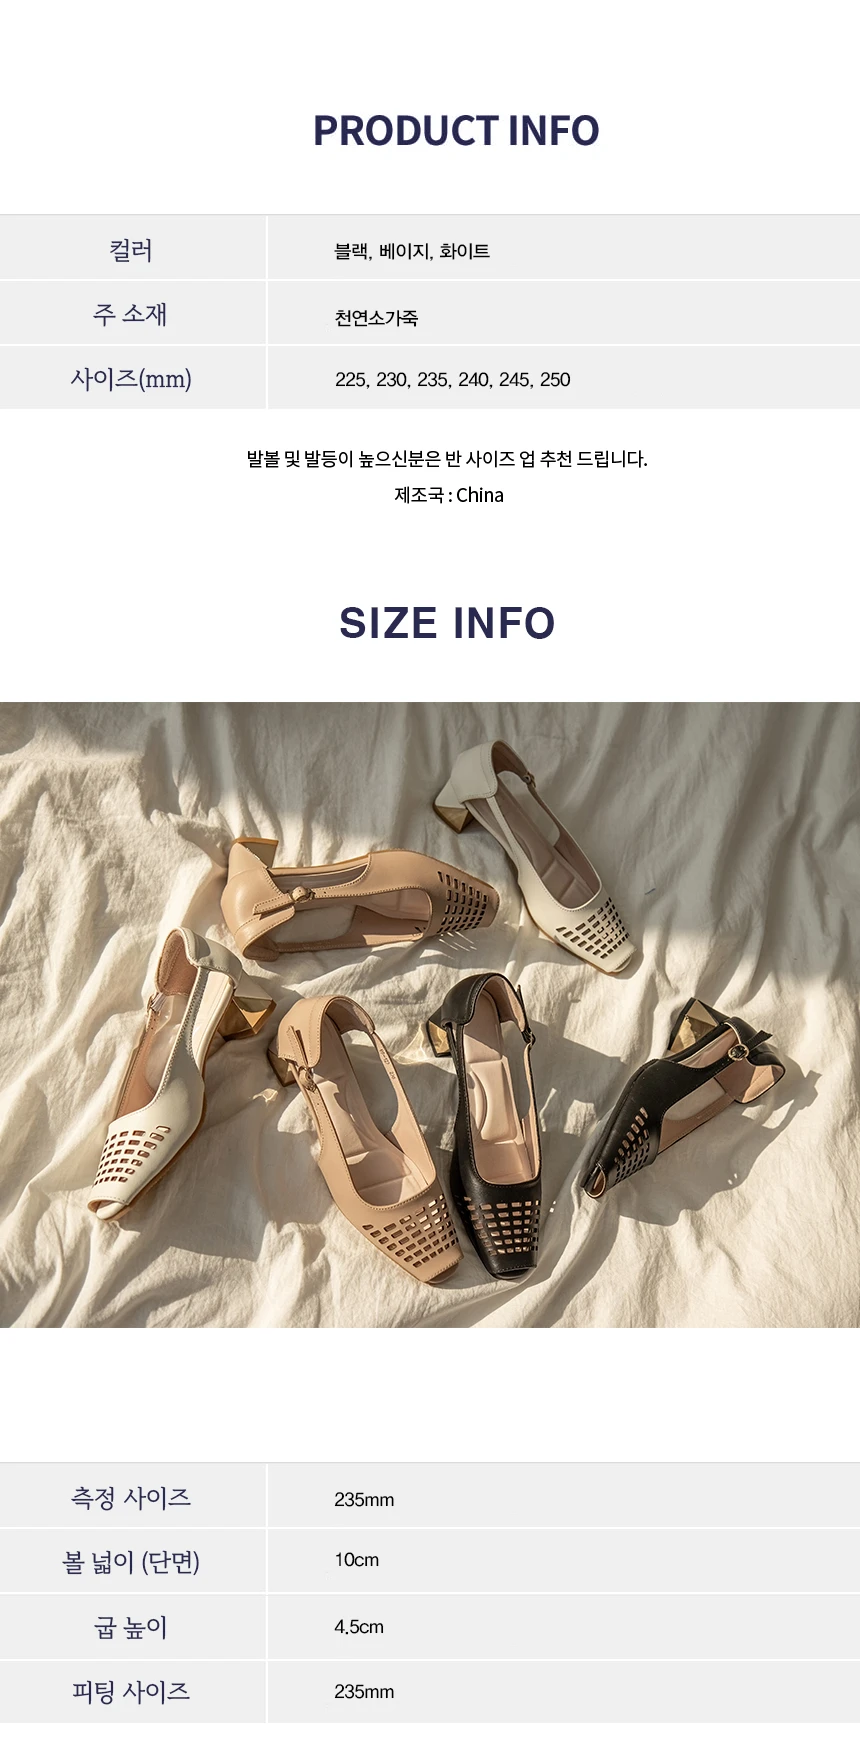 PRODUCT INFO
컬러
블랙, 베이지, 화이트
주 소재
천연소가죽
사이즈(mm)
225, 230, 235, 240, 245, 250
발볼 및 발등이 높으신분은 반 사이즈 업 추천 드립니다.
제조국 : China
SIZE INFO
측정 사이즈
235mm
볼 넓이 (단면)
10cm
굽 높이
4.5cm
피팅 사이즈
235mm